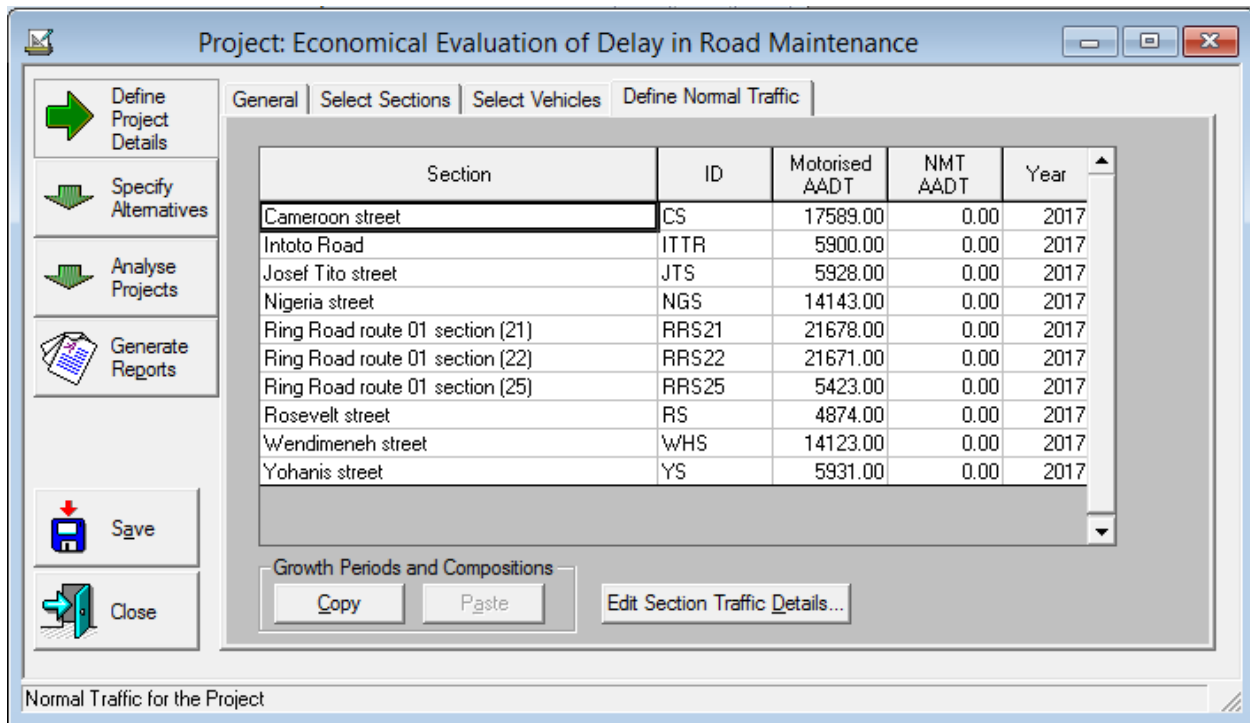 Project: Economical Evaluation of Delay in Road Maintenance
Define
Project
Details
Specify
Alternatives
Analyse
Projects
Generate
Reports
Save
Close
General Select Sections Select Vehicles Define Normal Traffic
Section ID Motorised AADT NMT AADT Year
Cameroon street CS 17589.00 0.00 2017
Intoto Road ITTR 5900.00 0.00 2017
Josef Tito street JTS 5928.00 0.00 2017
Nigeria street NGS 14143.00 0.00 2017
Ring Road route 01 section (21) RRS21 21678.00 0.00 2017
Ring Road route 01 section (22) RRS22 21671.00 0.00 2017
Ring Road route 01 section (25) RRS25 5423.00 0.00 2017
Rosevelt street RS 4874.00 0.00 2017
Wendimeneh street WHS 14123.00 0.00 2017
Yohanis street YS 5931.00 0.00 2017
Growth Periods and Compositions
Copy Paste Edit Section Traffic Details...
Normal Traffic for the Project